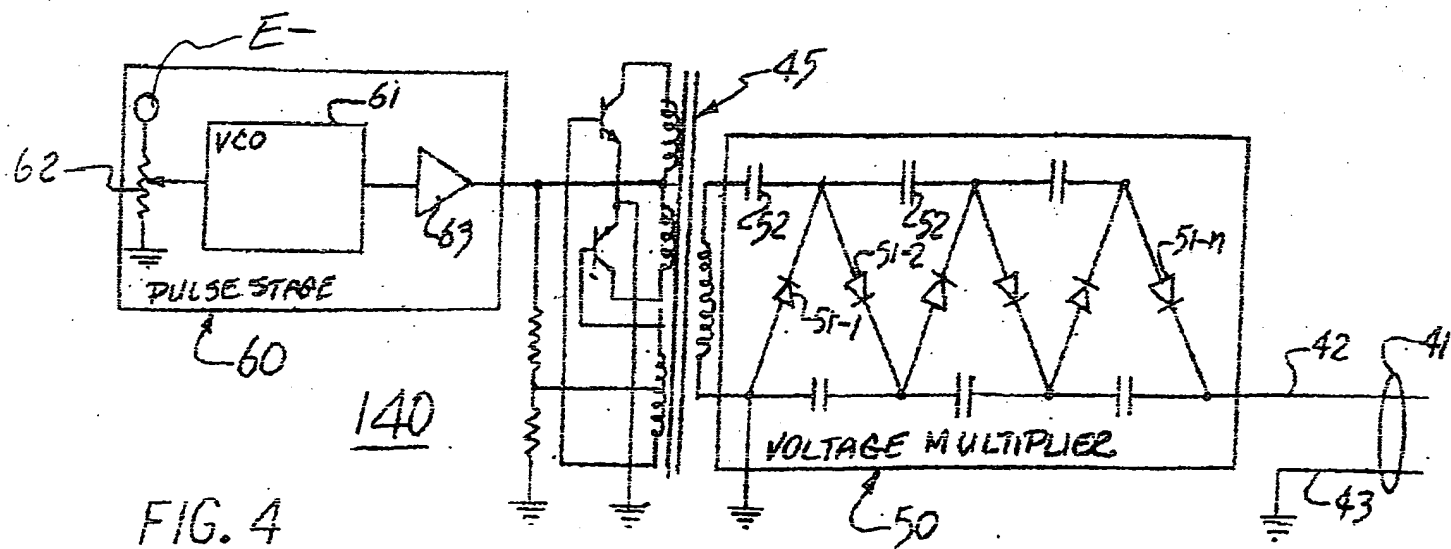 E-
45
61
VCO
62
63
52
52
51-2
51-n
51-1
PULSE STAGE
60
42
41
140
VOLTAGE MULTIPLIER
43
50
FIG. 4